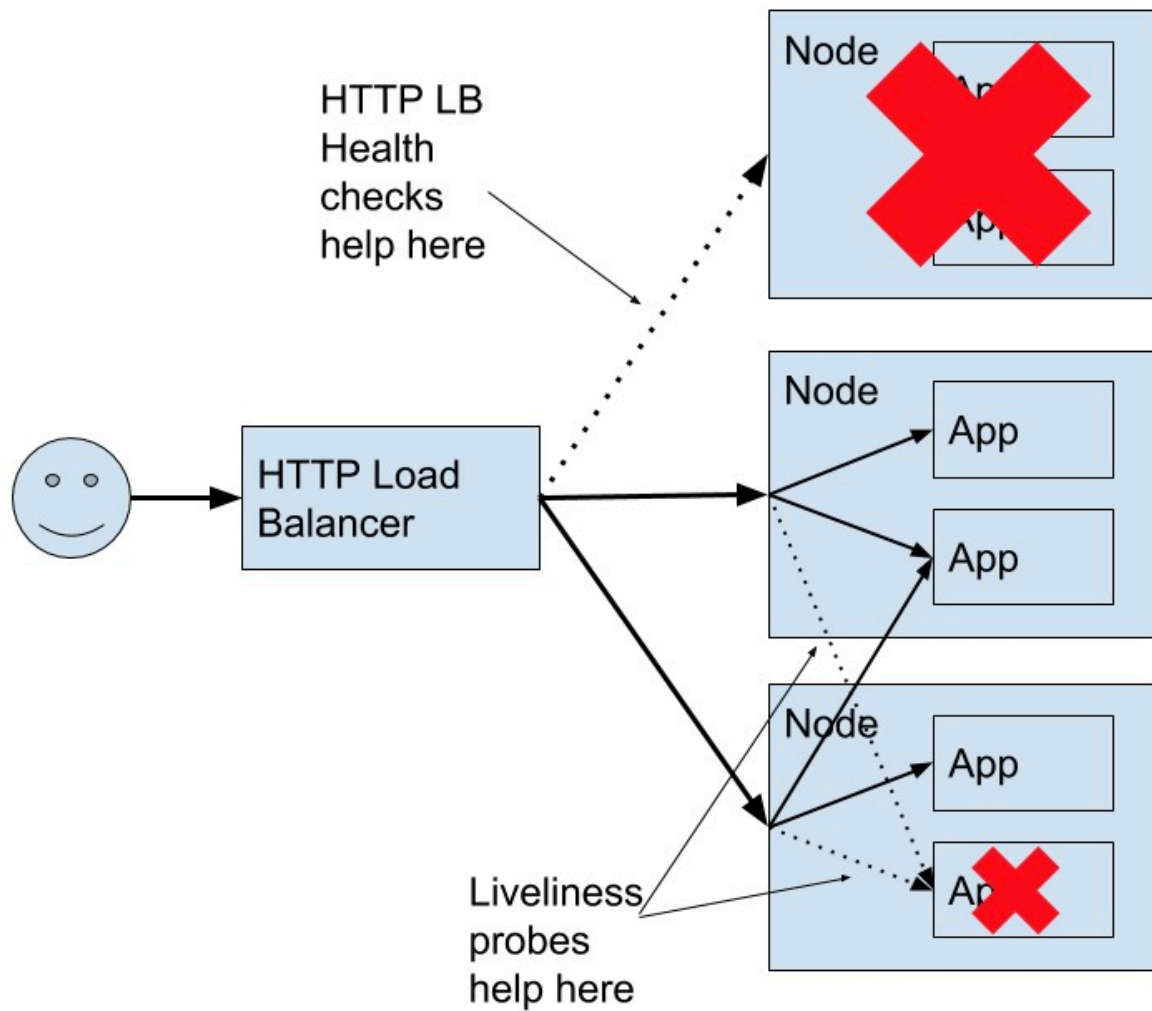 HTTP LB
Health
checks
help here
HTTP Load
Balancer
Node
Node
App
App
Node
App
Liveliness
probes
help here